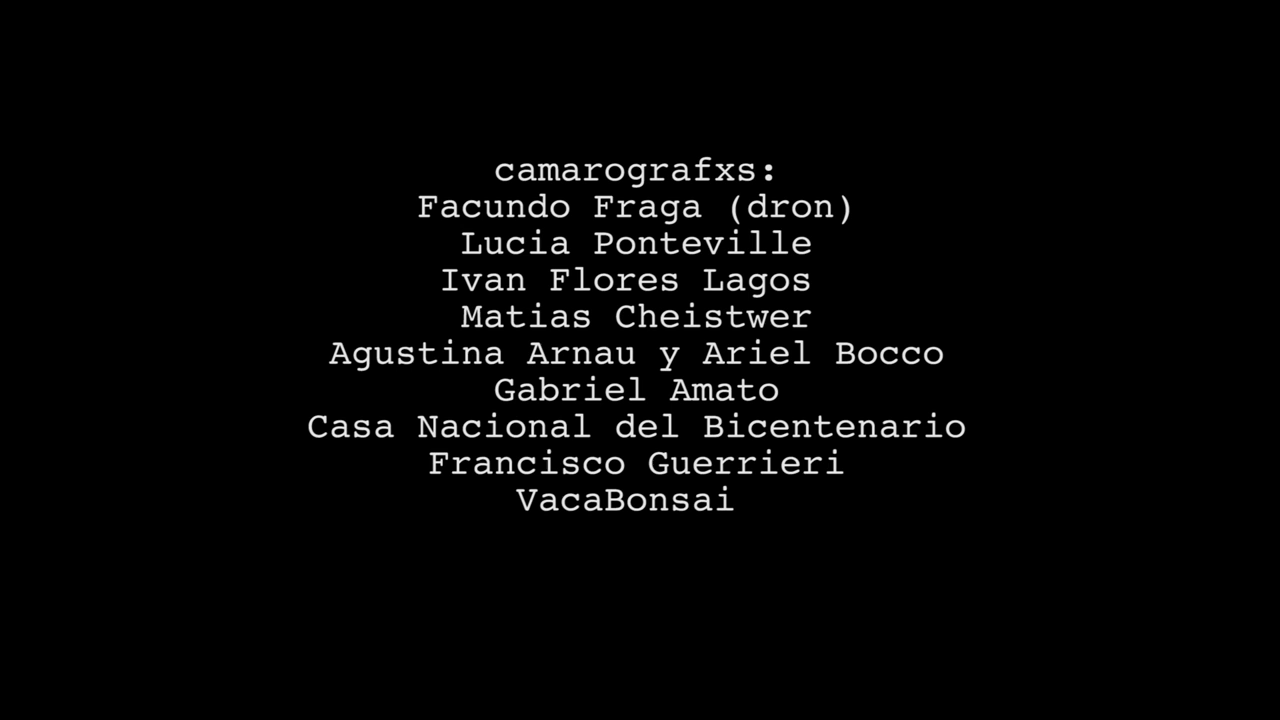 camarografxs:
Facundo Fraga (dron)
Lucia Ponteville
Ivan Flores Lagos
Matias Cheistwer
Agustina Arnau y Ariel Bocco
Gabriel Amato
Casa Nacional del Bicentenario
Francisco Guerrieri
VacaBonsai